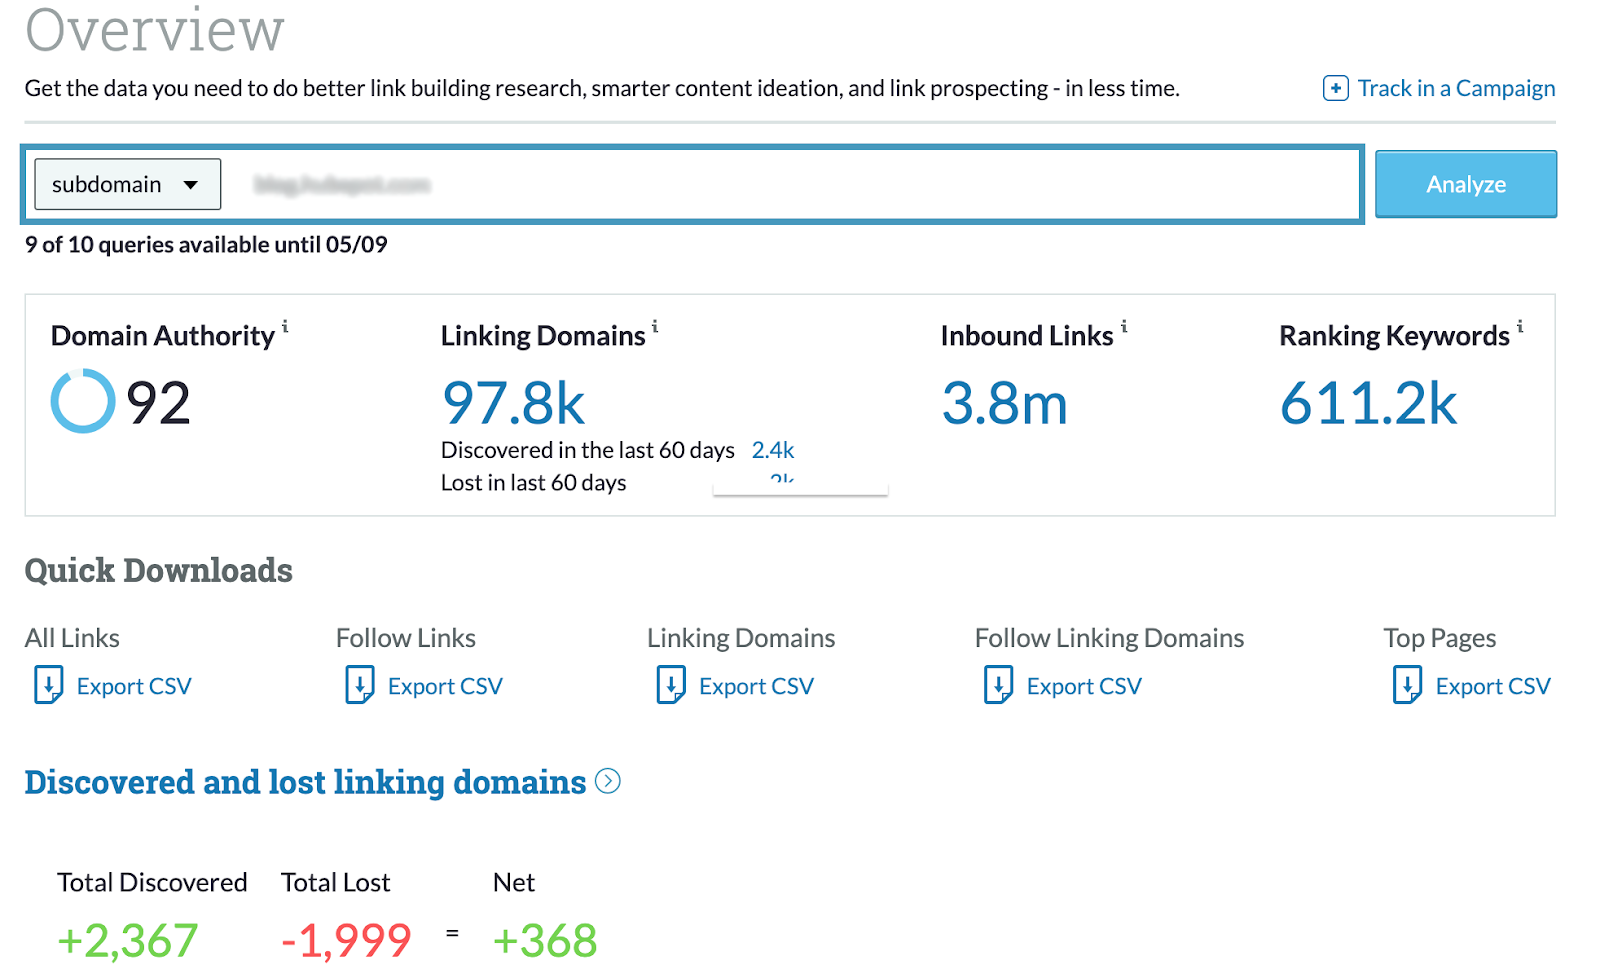 Overview
Get the data you need to do better link building research, smarter content ideation, and link prospecting - in less time.
Track in a Campaign
subdomain
Analyze
9 of 10 queries available until 05/09
Domain Authority i
Linking Domains i
Inbound Links i
Ranking Keywords i
92
97.8k
3.8m
611.2k
Discovered in the last 60 days 2.4k
Lost in last 60 days
Quick Downloads
All Links
Follow Links
Linking Domains
Follow Linking Domains
Top Pages
Export CSV
Export CSV
Export CSV
Export CSV
Export CSV
Discovered and lost linking domains
Total Discovered
Total Lost
Net
+2,367
-1,999
=
+368